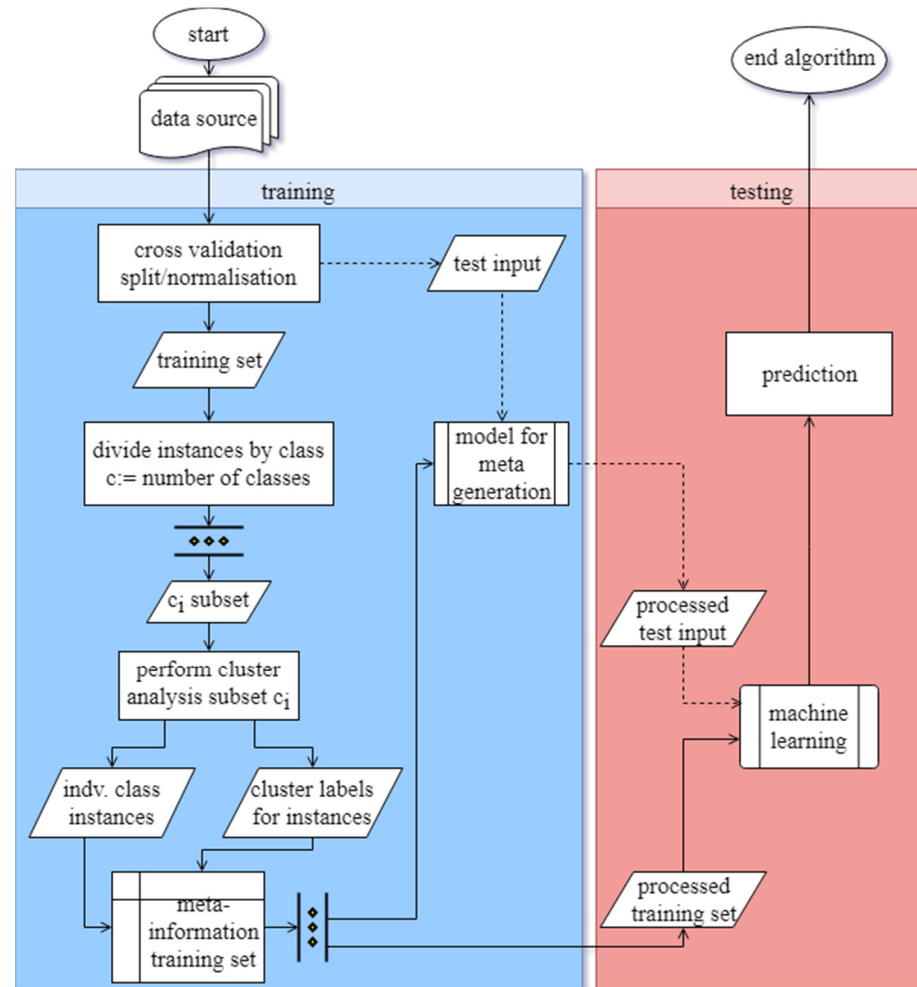 start
end algorithm
data source
training
testing
cross validation
split/normalisation
test input
training set
prediction
divide instances by class
c:= number of classes
model for
meta
generation
cᵢ subset
processed
test input
perform cluster
analysis subset cᵢ
machine
learning
indv. class
instances
cluster labels
for instances
meta-
information
training set
processed
training set